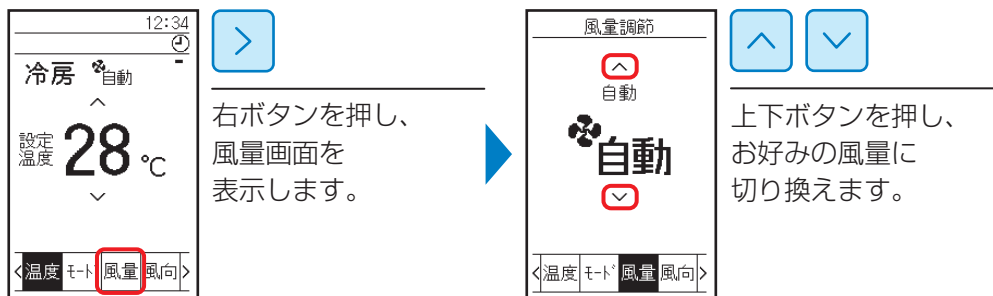 12:34
冷房 自動
設定
温度 28 ℃
<温度 モード 風量 風向>
右ボタンを押し、
風量画面を
表示します。
風量調節
自動
自動
<温度 モード 風量 風向>
上下ボタンを押し、
お好みの風量に
切り換えます。